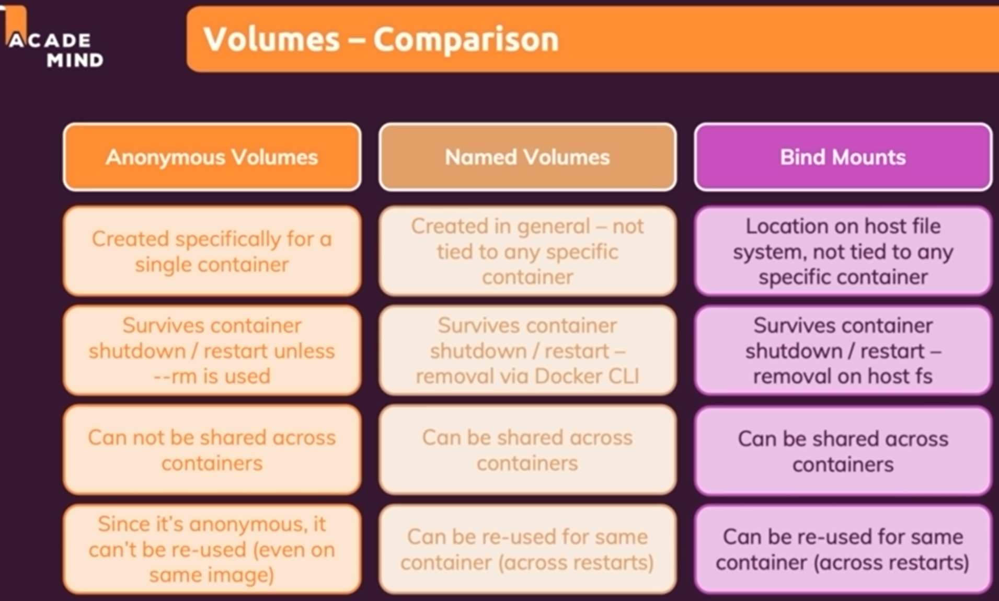 ACADE
MIND
Volumes – Comparison
Anonymous Volumes
Created specifically for a
single container
Survives container
shutdown / restart unless
--rm is used
Can not be shared across
containers
Since it's anonymous, it
can't be re-used (even on
same image)
Named Volumes
Created in general – not
tied to any specific
container
Survives container
shutdown / restart –
removal via Docker CLI
Can be shared across
containers
Can be re-used for same
container (across restarts)
Bind Mounts
Location on host file
system, not tied to any
specific container
Survives container
shutdown / restart –
removal on host fs
Can be shared across
containers
Can be re-used for same
container (across restarts)